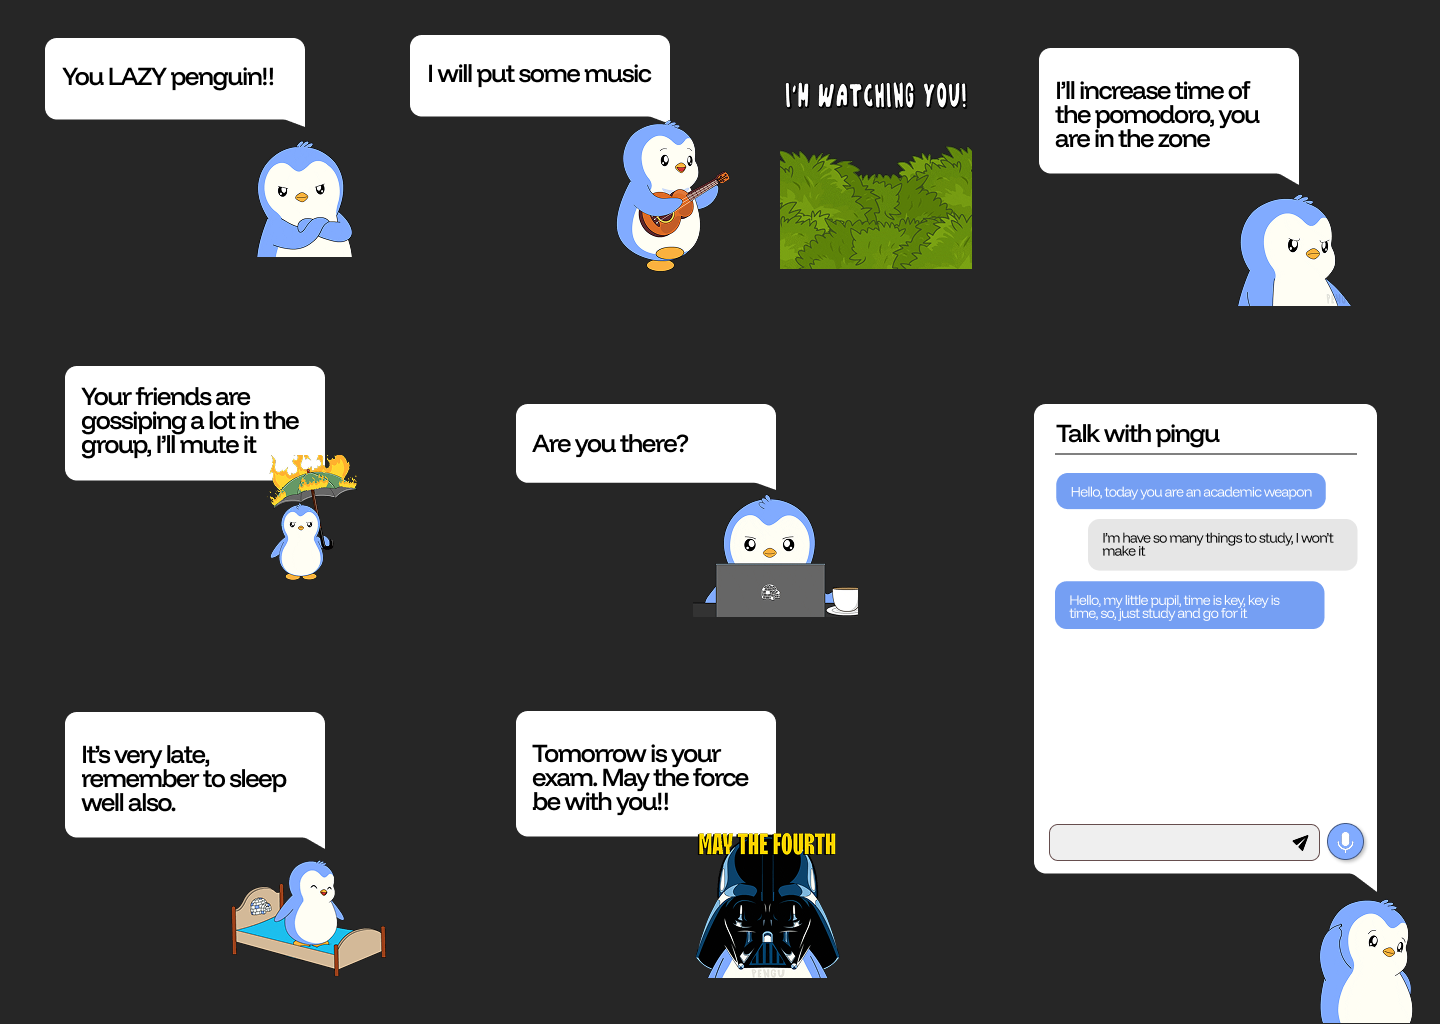 You LAZY penguin!!
I will put some music
I'M WATCHING YOU!
I'll increase time of
the pomodoro, you
are in the zone
Your friends are
gossiping a lot in the
group, I'll mute it
Are you there?
Talk with pingu
Hello, today you are an academic weapon
I'm have so many things to study, I won't
make it
Hello, my little pupil, time is key, key is
time, so, just study and go for it
It's very late,
remember to sleep
well also.
Tomorrow is your
exam. May the force
be with you!!
MAY THE FOURTH
PENGU